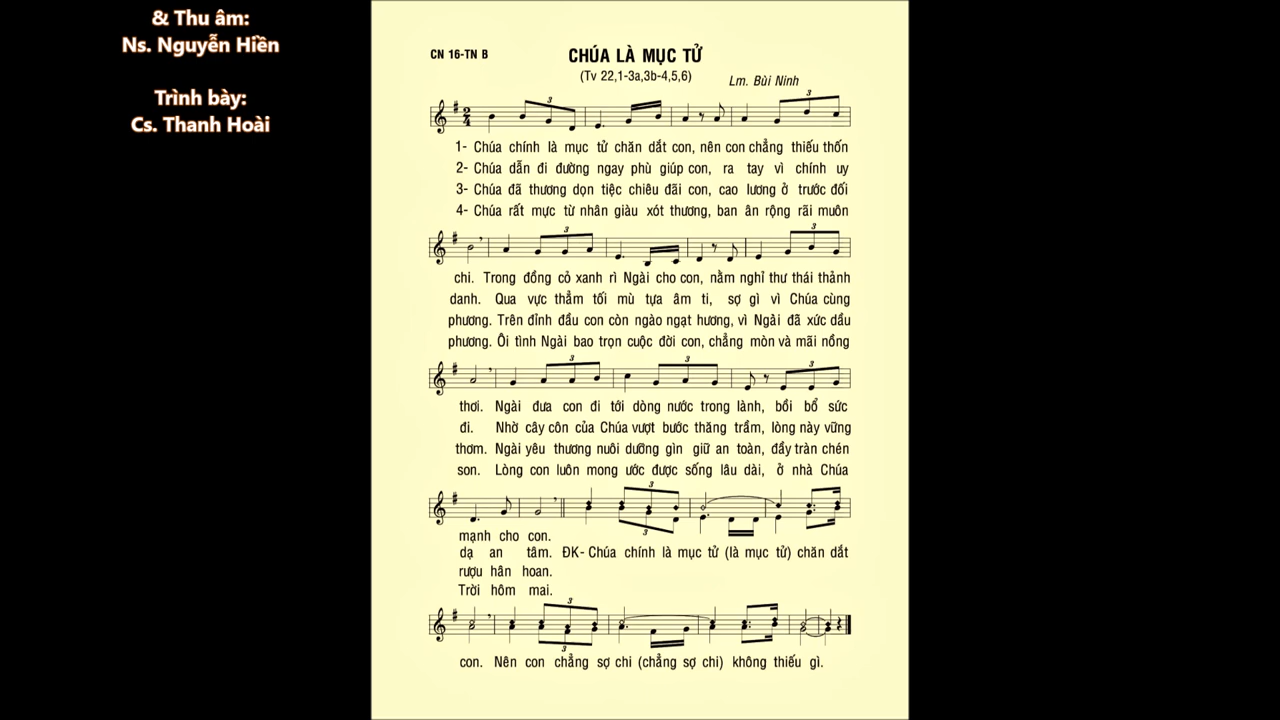 & Thu âm:
Ns. Nguyễn Hiền
Trình bày:
Cs. Thanh Hoài
CN 16-TN B
CHÚA LÀ MỤC TỬ
(Tv 22,1-3a,3b-4,5,6)
Lm. Bùi Ninh
1- Chúa chính là mục tử chăn dắt con, nên con chẳng thiếu thốn
2- Chúa dẫn đi đường ngay phù giúp con, ra tay vì chính uy
3- Chúa đã thương dọn tiệc chiêu đãi con, cao lương ở trước đối
4- Chúa rất mực từ nhân giàu xót thương, ban ân rộng rãi muôn
chi. Trong đồng cỏ xanh rì Ngài cho con, nằm nghỉ thư thái thảnh
danh. Qua vực thẳm tối mù tựa âm ti, sợ gì vì Chúa cùng
phương. Trên đỉnh đầu con còn ngào ngạt hương, vì Ngài đã xức dầu
phương. Ôi tình Ngài bao trọn cuộc đời con, chẳng mòn và mãi nồng
thơi. Ngài đưa con đi tới dòng nước trong lành, bồi bổ sức
đi. Nhờ cây côn của Chúa vượt bước thăng trầm, lòng này vững
thơm. Ngài yêu thương nuôi dưỡng gìn giữ an toàn, đầy tràn chén
son. Lòng con luôn mong ước được sống lâu dài, ở nhà Chúa
mạnh cho con.
dạ an tâm. ĐK- Chúa chính là mục tử (là mục tử) chăn dắt
rượu hân hoan.
Trời hôm mai.
con. Nên con chẳng sợ chi (chẳng sợ chi) không thiếu gì.